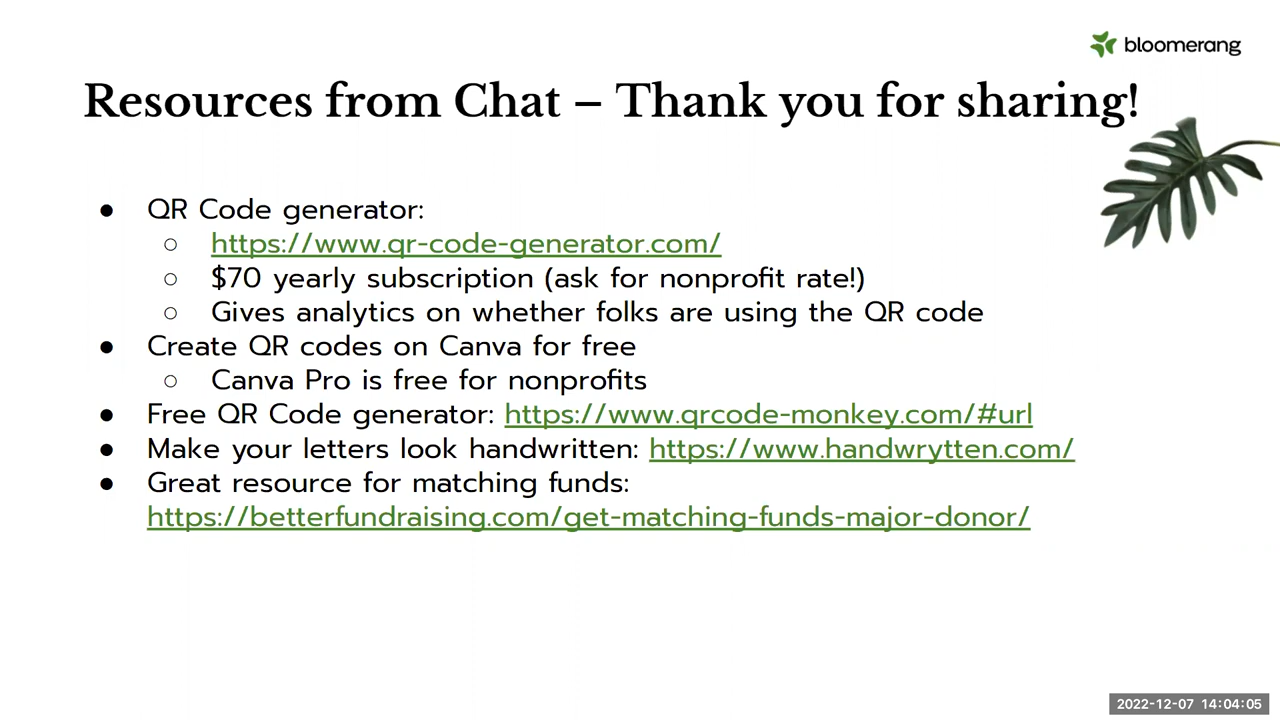 bloomerang
Resources from Chat – Thank you for sharing!
● QR Code generator:
○ https://www.qr-code-generator.com/
○ $70 yearly subscription (ask for nonprofit rate!)
○ Gives analytics on whether folks are using the QR code
● Create QR codes on Canva for free
○ Canva Pro is free for nonprofits
● Free QR Code generator: https://www.qrcode-monkey.com/#url
● Make your letters look handwritten: https://www.handwrytten.com/
● Great resource for matching funds:
https://betterfundraising.com/get-matching-funds-major-donor/
2022-12-07 14:04:05